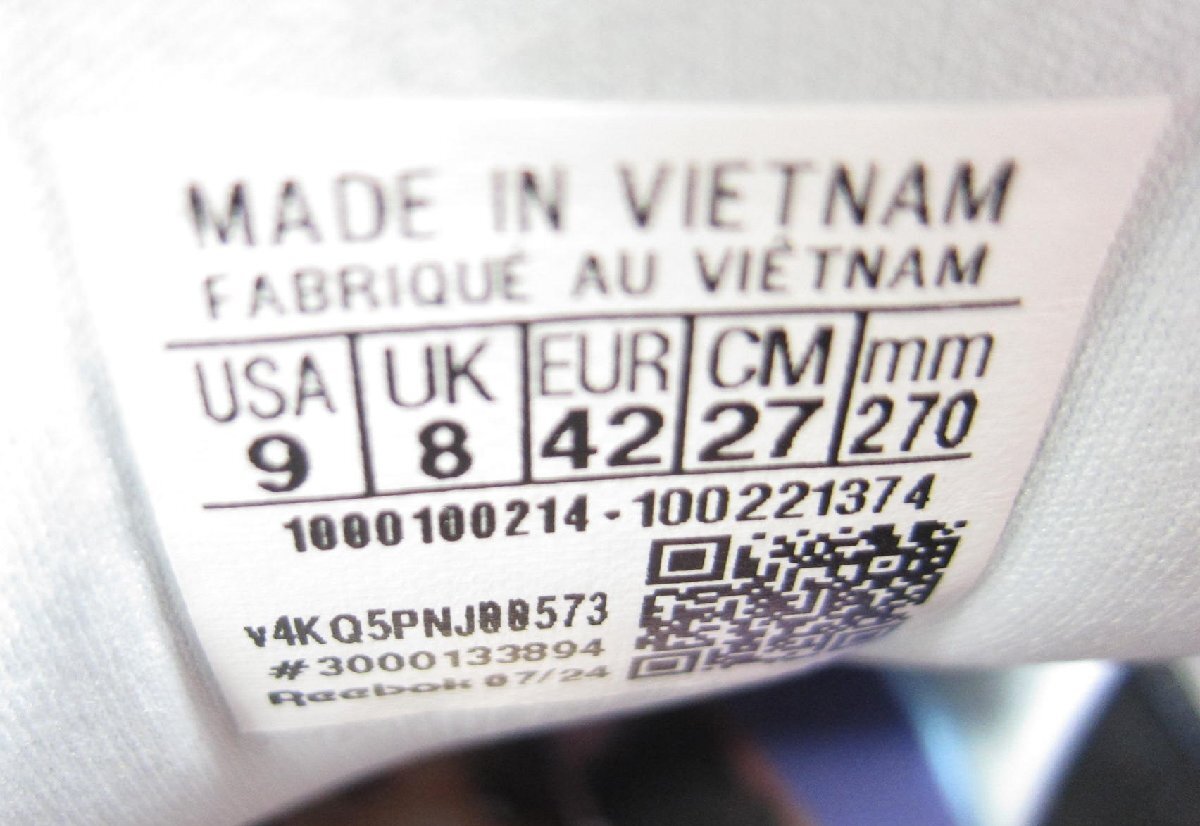 MADE IN VIETNAM
FABRIQUÉ AU VIÊTNAM
USA UK EUR CM mm
9 8 42 27 270
1000100214-100221374
v4KQ5PNJ00573
#3000133894
Reebok 07/24